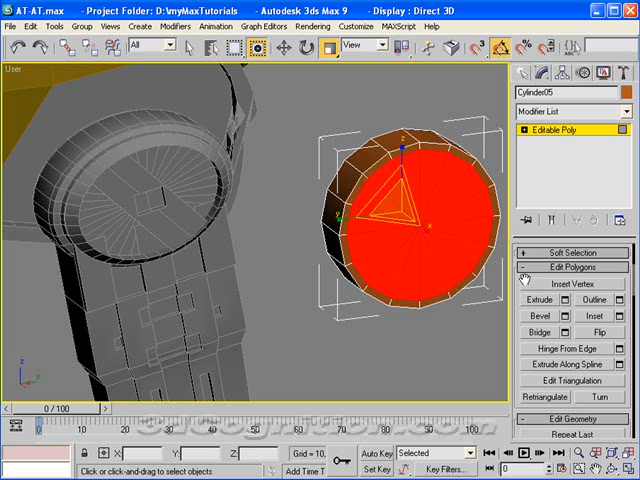 AT-AT.max - Project Folder: D:\myMaxTutorials - Autodesk 3ds Max 9 - Display : Direct 3D
File Edit Tools Group Views Create Modifiers Animation Graph Editors Rendering Customize MAXScript Help
All View
User
Cylinder05
Modifier List
Editable Poly
z
y
x
+ Soft Selection
- Edit Polygons
Insert Vertex
Extrude Outline
Bevel Inset
Bridge Flip
Hinge From Edge
Extrude Along Spline
Edit Triangulation
Retriangulate Turn
- Edit Geometry
Repeat Last
z
y
x
0 / 100
0 10 20 30 40 50 60 70 80 90 100
X: Y: Z: Grid = 10, Auto Key Selected
Click or click-and-drag to select objects Add Time T Set Key Key Filters... 0